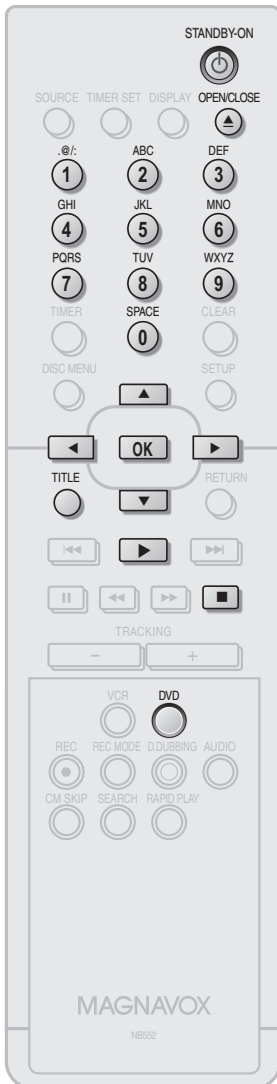 STANDBY-ON
SOURCE TIMER SET DISPLAY OPEN/CLOSE
.@/: ABC DEF
1 2 3
GHI JKL MNO
4 5 6
PQRS TUV WXYZ
7 8 9
TIMER SPACE CLEAR
0
DISC MENU SETUP
OK
TITLE RETURN
TRACKING
− +
VCR DVD
REC REC MODE D.DUBBING AUDIO
CM SKIP SEARCH RAPID PLAY
MAGNAVOX
NB552